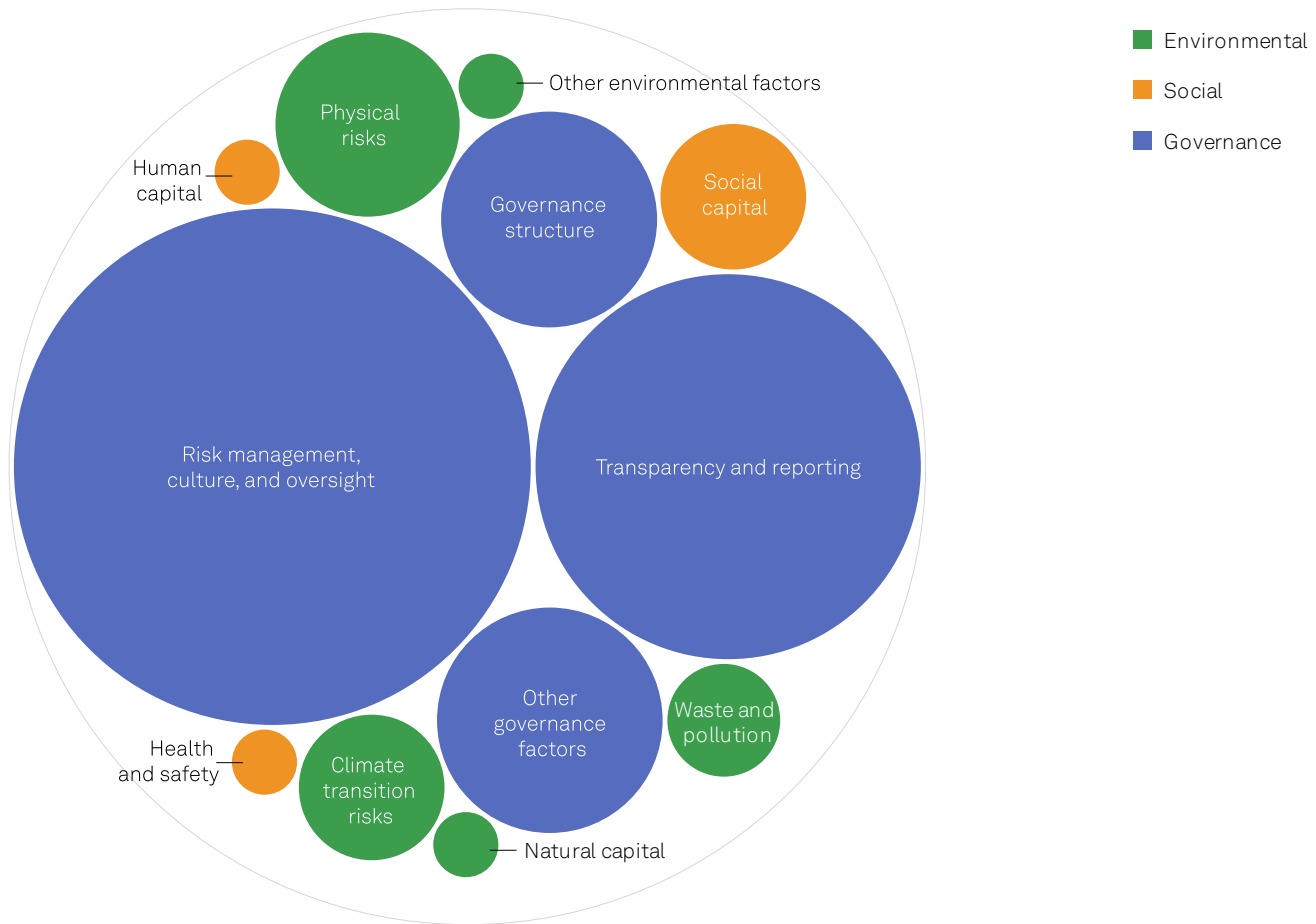 Environmental
Social
Governance
Other environmental factors
Physical
risks
Human
capital
Social
capital
Governance
structure
Risk management,
culture, and oversight
Transparency and reporting
Other
governance
factors
Waste and
pollution
Health
and safety
Climate
transition
risks
Natural capital